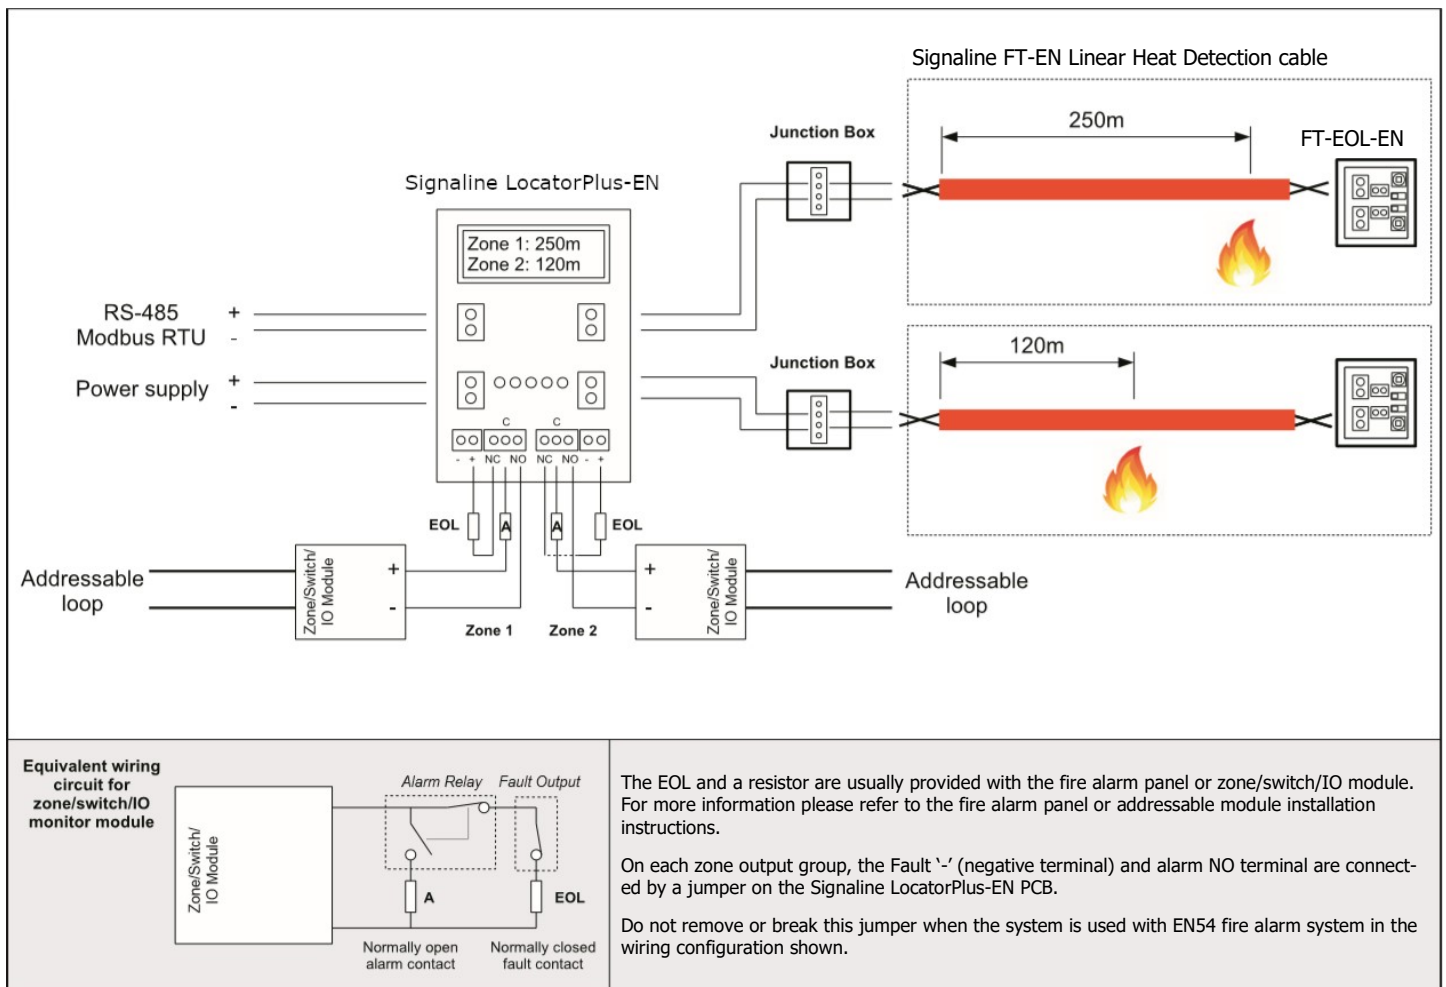 Signaline FT-EN Linear Heat Detection cable
250m
Junction Box
FT-EOL-EN
Signaline LocatorPlus-EN
Zone 1: 250m
Zone 2: 120m
RS-485 +
Modbus RTU -
120m
Junction Box
Power supply +
-
C C
- + NC NO NC NO - +
EOL A A EOL
Addressable
loop
Zone/Switch/
IO Module
+
-
Zone 1 Zone 2
+
-
Zone/Switch/
IO Module
Addressable
loop
Equivalent wiring
circuit for
zone/switch/IO
monitor module
Zone/Switch/
IO Module
Alarm Relay Fault Output
A EOL
Normally open
alarm contact
Normally closed
fault contact
The EOL and a resistor are usually provided with the fire alarm panel or zone/switch/IO module.
For more information please refer to the fire alarm panel or addressable module installation
instructions.
On each zone output group, the Fault ‘-’ (negative terminal) and alarm NO terminal are connect-
ed by a jumper on the Signaline LocatorPlus-EN PCB.
Do not remove or break this jumper when the system is used with EN54 fire alarm system in the
wiring configuration shown.